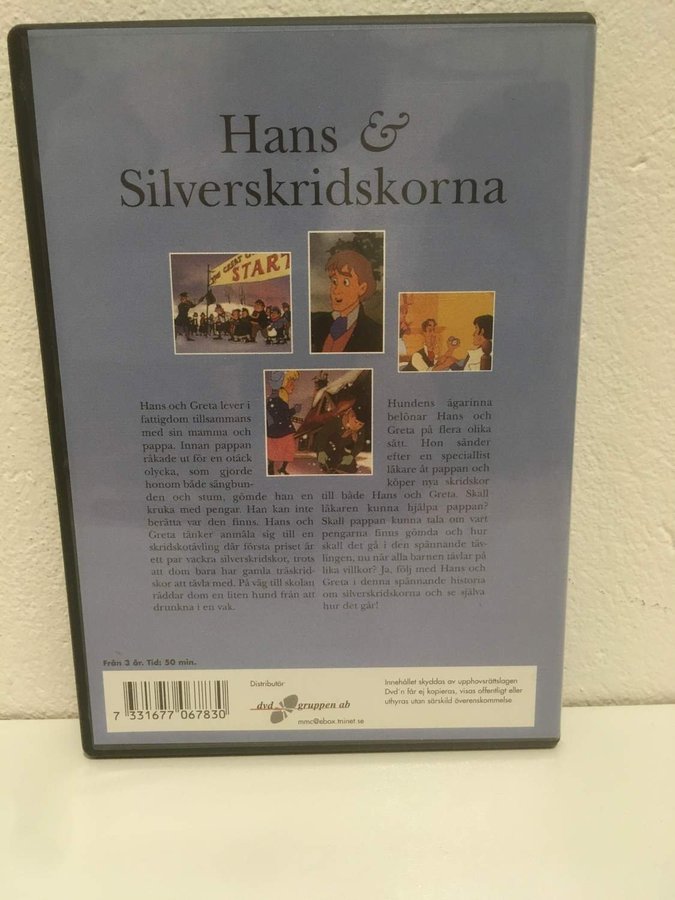 Hans &
Silverskridskorna
START
Hans och Greta lever i
fattigdom tillsammans
med sin mamma och
pappa. Innan pappan
råkade ut för en otäck
olycka, som gjorde
honom både sängbun-
den och stum, gömde han en
kruka med pengar. Han kan inte
berätta var den finns. Hans och
Greta tänker anmäla sig till en
skridskotävling där första priset är
ett par vackra silverskridskor, trots
att dom bara har gamla träskrid-
skor att tävla med. På väg till skolan
räddar dom en liten hund från att
drunkna i en vak.
Hundens ägarinna
belönar Hans och
Greta på flera olika
sätt. Hon sänder
efter en speciallist
läkare åt pappan och
köper nya skridskor
till både Hans och Greta. Skall
läkaren kunna hjälpa pappan?
Skall pappan kunna tala om vart
pengarna finns gömda och hur
skall det gå i den spännande täv-
lingen, nu när alla barnen tävlar på
lika villkor? Ja, följ med Hans och
Greta i denna spännande historia
om silverskridskorna och se själva
hur det går!
Från 3 år. Tid: 50 min.
7 331677 067830
Distributör
dvd gruppen ab
mmc@ebox.tninet.se
Innehållet skyddas av upphovsrättslagen
Dvd'n får ej kopieras, visas offentligt eller
uthyras utan särskild överenskommelse